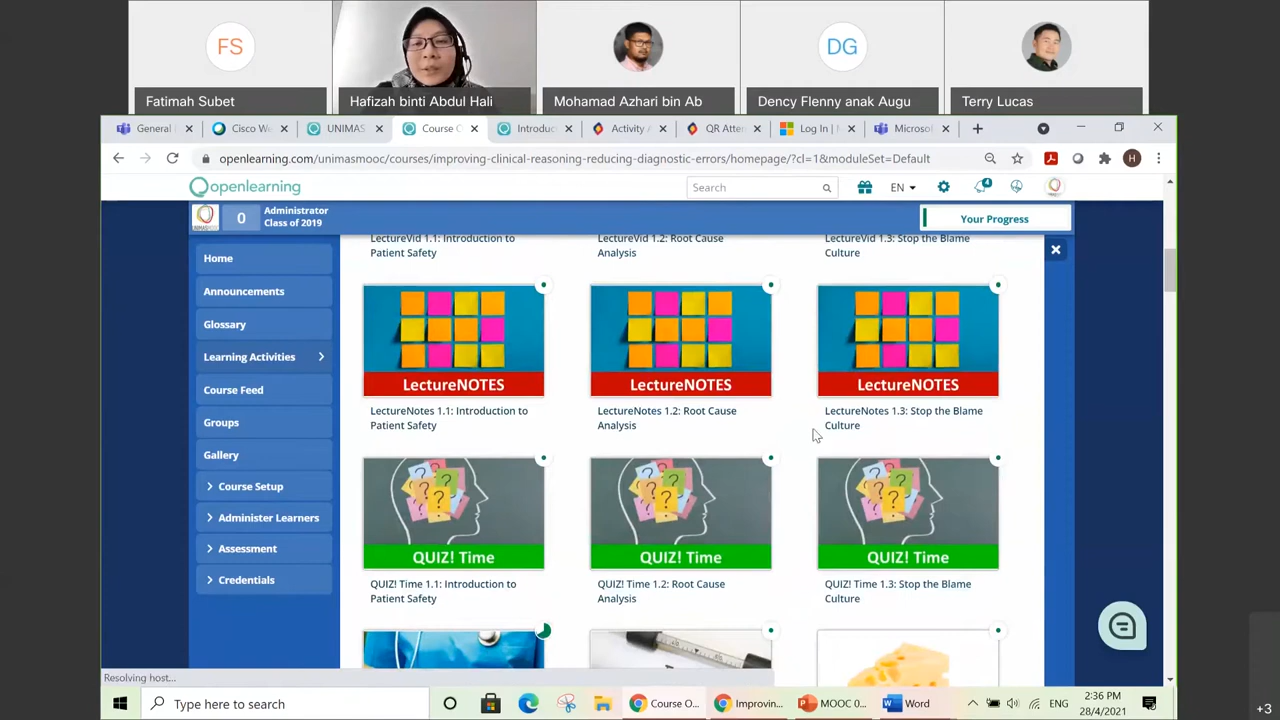 FS
DG
Fatimah Subet
Hafizah binti Abdul Hali
Mohamad Azhari bin Ab
Dency Flenny anak Augu
Terry Lucas
General
Cisco We
UNIMAS
Course O
Introduc
Activity
QR Atten
Log In | M
Microso
openlearning.com/unimasmooc/courses/improving-clinical-reasoning-reducing-diagnostic-errors/homepage/?cl=1&moduleSet=Default
H
openlearning
Search
EN
4
UNIMAS
0
Administrator
Class of 2019
Your Progress
Home
Announcements
Glossary
Learning Activities
Course Feed
Groups
Gallery
Course Setup
Administer Learners
Assessment
Credentials
LectureVid 1.1: Introduction to
Patient Safety
LectureVid 1.2: Root Cause
Analysis
LectureVid 1.3: Stop the Blame
Culture
LectureNOTES
LectureNOTES
LectureNOTES
LectureNotes 1.1: Introduction to
Patient Safety
LectureNotes 1.2: Root Cause
Analysis
LectureNotes 1.3: Stop the Blame
Culture
QUIZ! Time
QUIZ! Time
QUIZ! Time
QUIZ! Time 1.1: Introduction to
Patient Safety
QUIZ! Time 1.2: Root Cause
Analysis
QUIZ! Time 1.3: Stop the Blame
Culture
Resolving host...
Type here to search
Course O...
Improvin...
MOOC 0...
Word
ENG
2:36 PM
28/4/2021
+3